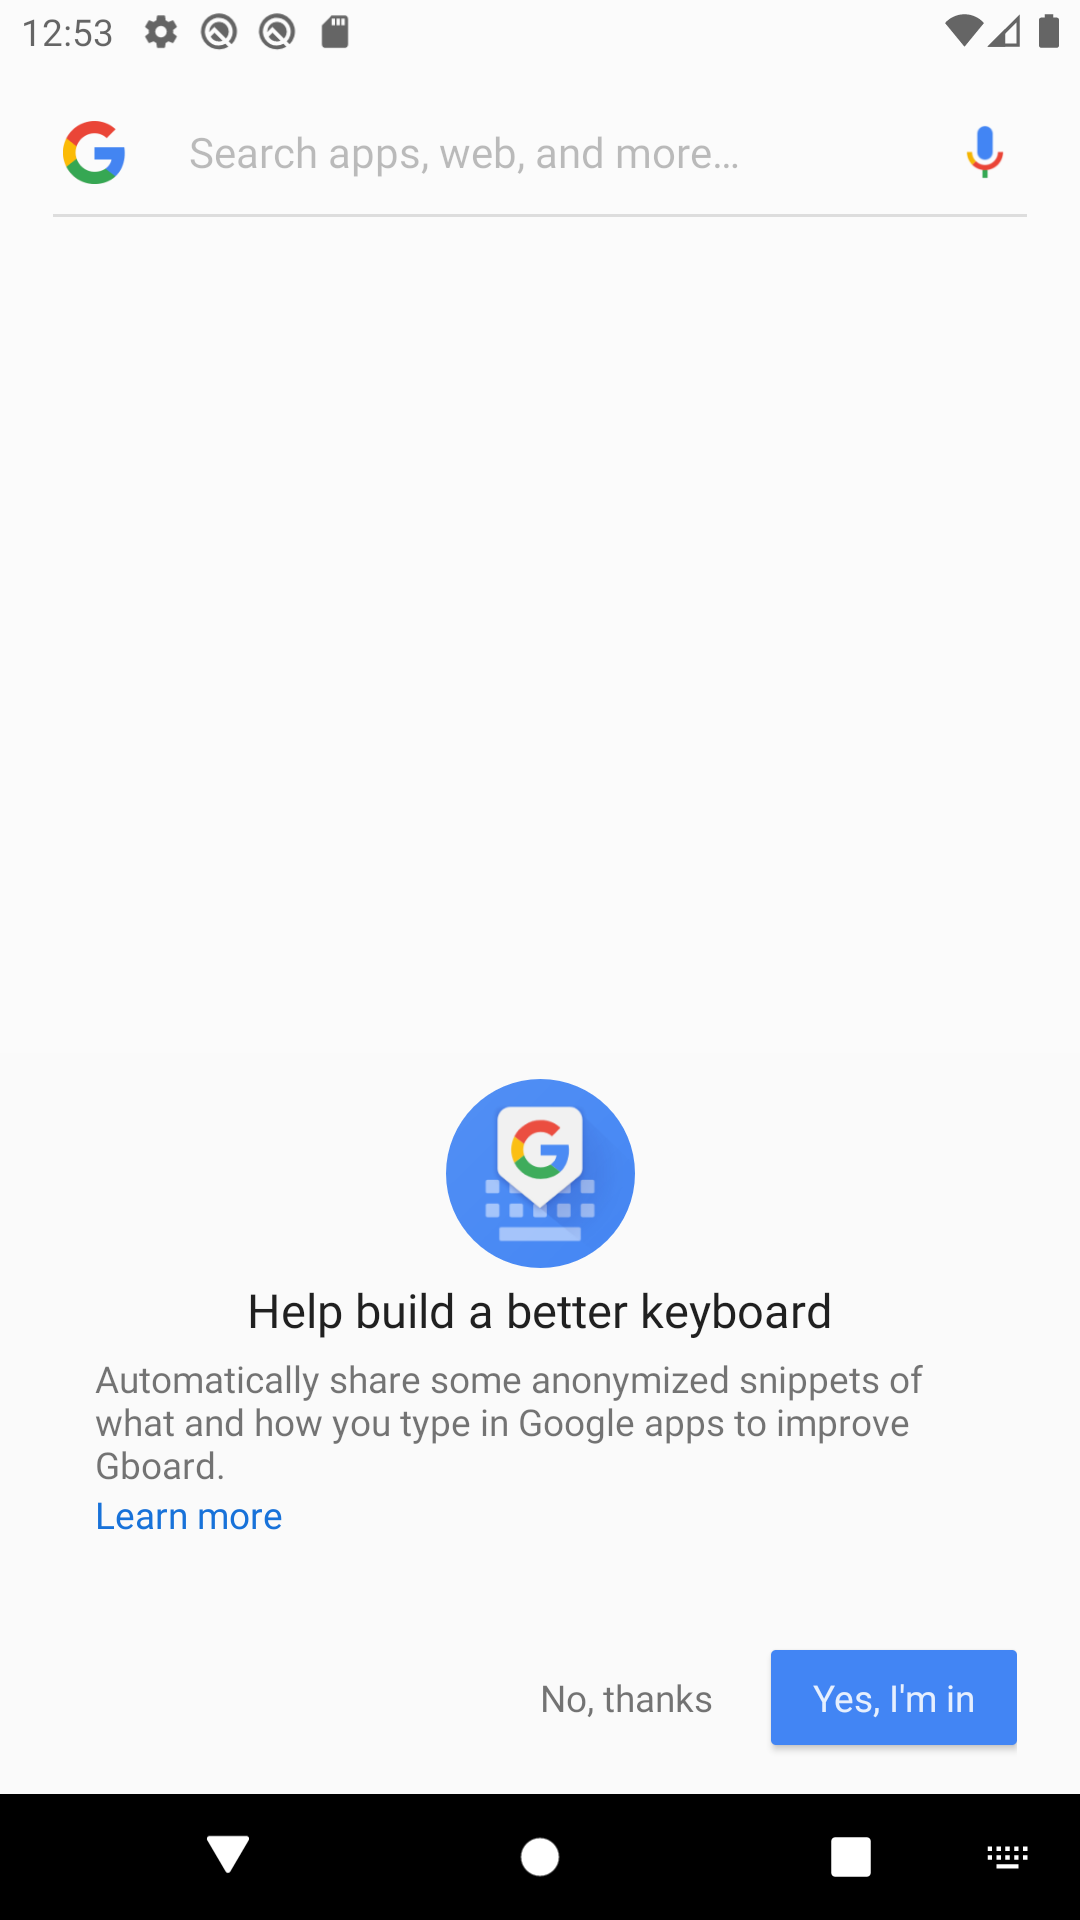 12:53
Search apps, web, and more...
Help build a better keyboard
Automatically share some anonymized snippets of
what and how you type in Google apps to improve
Gboard.
Learn more
No, thanks
Yes, I'm in